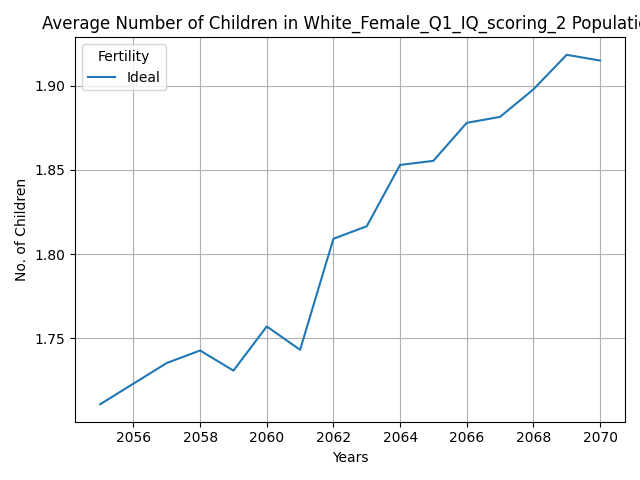 Average Number of Children in White_Female_Q1_IQ_scoring_2 Populatio
Fertility
Ideal
1.90
1.85
1.80
1.75
No. of Children
2056 2058 2060 2062 2064 2066 2068 2070
Years